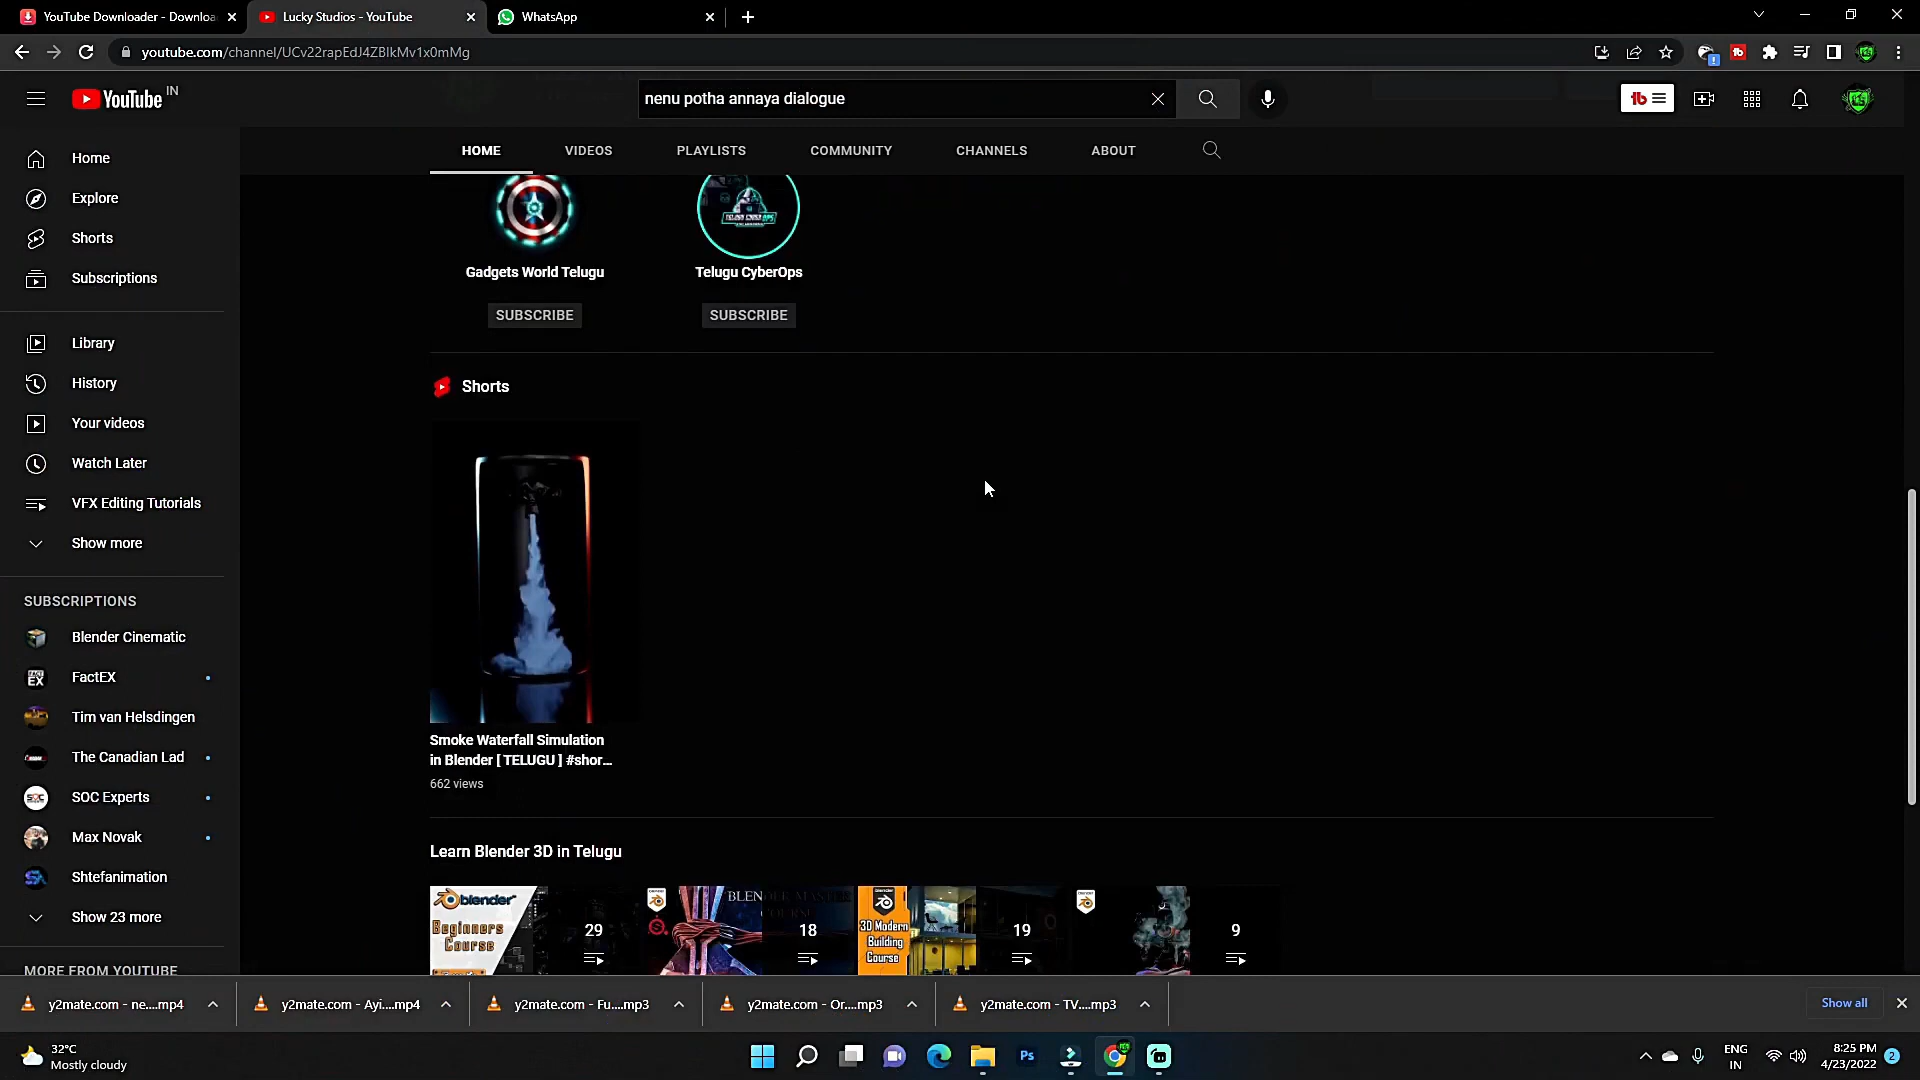 YouTube Downloader - Downloa
Lucky Studios - YouTube
WhatsApp
youtube.com/channel/UCv22rapEdJ4ZBlkMv1x0mMg
YouTube IN
nenu potha annaya dialogue
HOME
VIDEOS
PLAYLISTS
COMMUNITY
CHANNELS
ABOUT
Home
Explore
Shorts
Subscriptions
Library
History
Your videos
Watch Later
VFX Editing Tutorials
Show more
SUBSCRIPTIONS
Blender Cinematic
FactEX
Tim van Helsdingen
The Canadian Lad
SOC Experts
Max Novak
Shtefanimation
Show 23 more
MORE FROM YOUTUBE
Gadgets World Telugu
SUBSCRIBE
Telugu CyberOps
SUBSCRIBE
Shorts
Smoke Waterfall Simulation
in Blender [ TELUGU ] #shor...
662 views
Learn Blender 3D in Telugu
blender
Beginners
Course
29
BLENDER MASTER
COURSE
18
3D Modern
Building
Course
19
9
y2mate.com - ne....mp4
y2mate.com - Ayi....mp4
y2mate.com - Fu....mp3
y2mate.com - Or....mp3
y2mate.com - TV....mp3
Show all
32°C
Mostly cloudy
Ps
ENG
IN
8:25 PM
4/23/2022
2